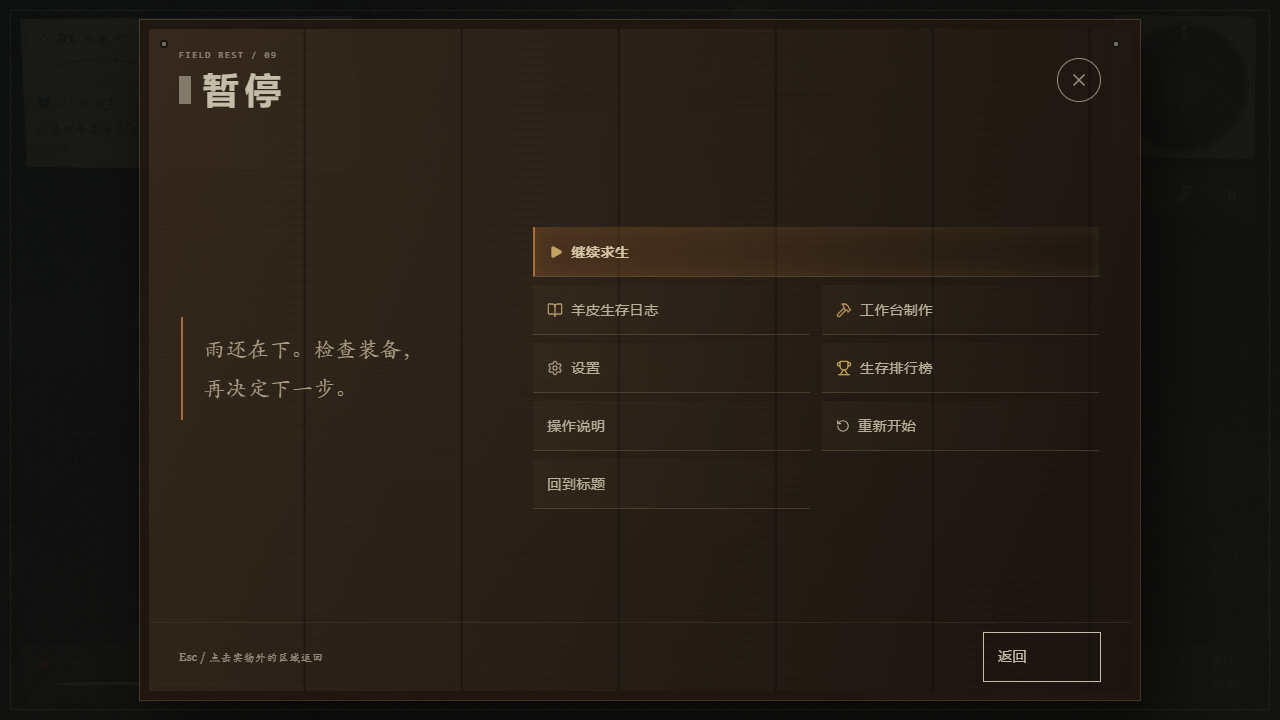 FIELD REST / 09
暂停
雨还在下。检查装备，
再决定下一步。
继续求生
羊皮生存日志
工作台制作
设置
生存排行榜
操作说明
重新开始
回到标题
Esc / 点击实物外的区域返回
返回